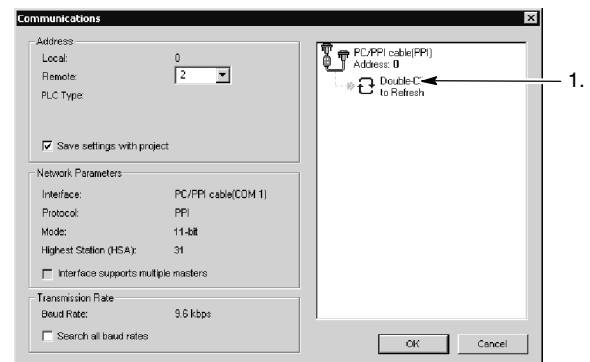 Communications
Address
Local: 0
Remote: 2
PLC Type:
Save settings with project
Network Parameters
Interface: PC/PPI cable(COM 1)
Protocol: PPI
Mode: 11-bit
Highest Station (HSA): 31
Interface supports multiple masters
Transmission Rate
Baud Rate: 9.6 kbps
Search all baud rates
PC/PPI cable(PPI)
Address: 0
Double-C
to Refresh
1.
OK Cancel